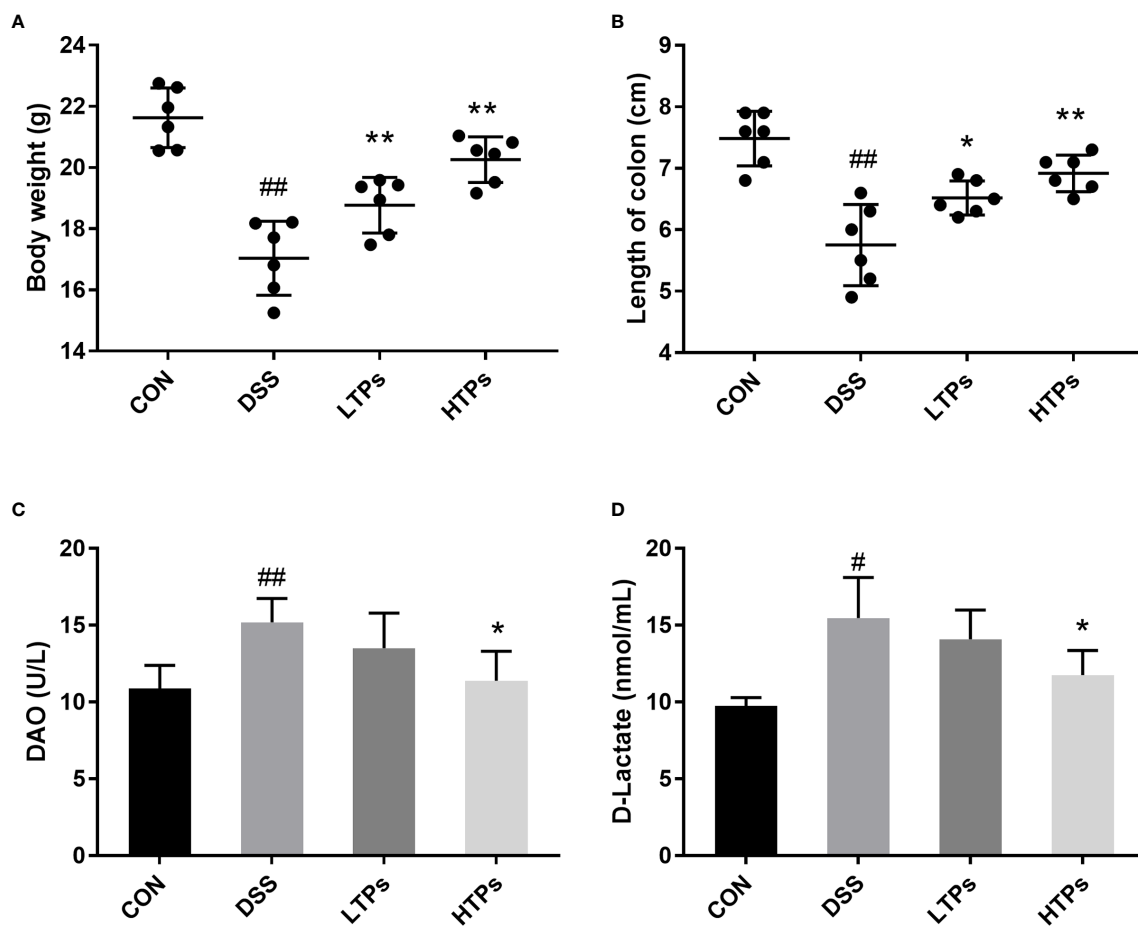 A
Body weight (g)
24
22
20
18
16
14
##
**
**
CON
DSS
LTPs
HTPs
B
Length of colon (cm)
9
8
7
6
5
4
##
*
**
CON
DSS
LTPs
HTPs
C
DAO (U/L)
20
15
10
5
0
##
*
CON
DSS
LTPs
HTPs
D
D-Lactate (nmol/mL)
20
15
10
5
0
#
*
CON
DSS
LTPs
HTPs